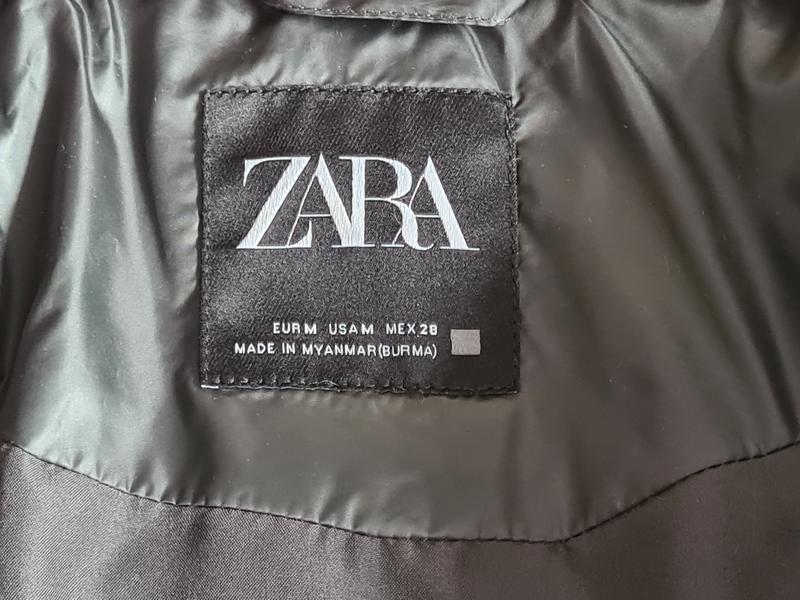 ZARA
EUR M USA M MEX 28
MADE IN MYANMAR(BURMA)